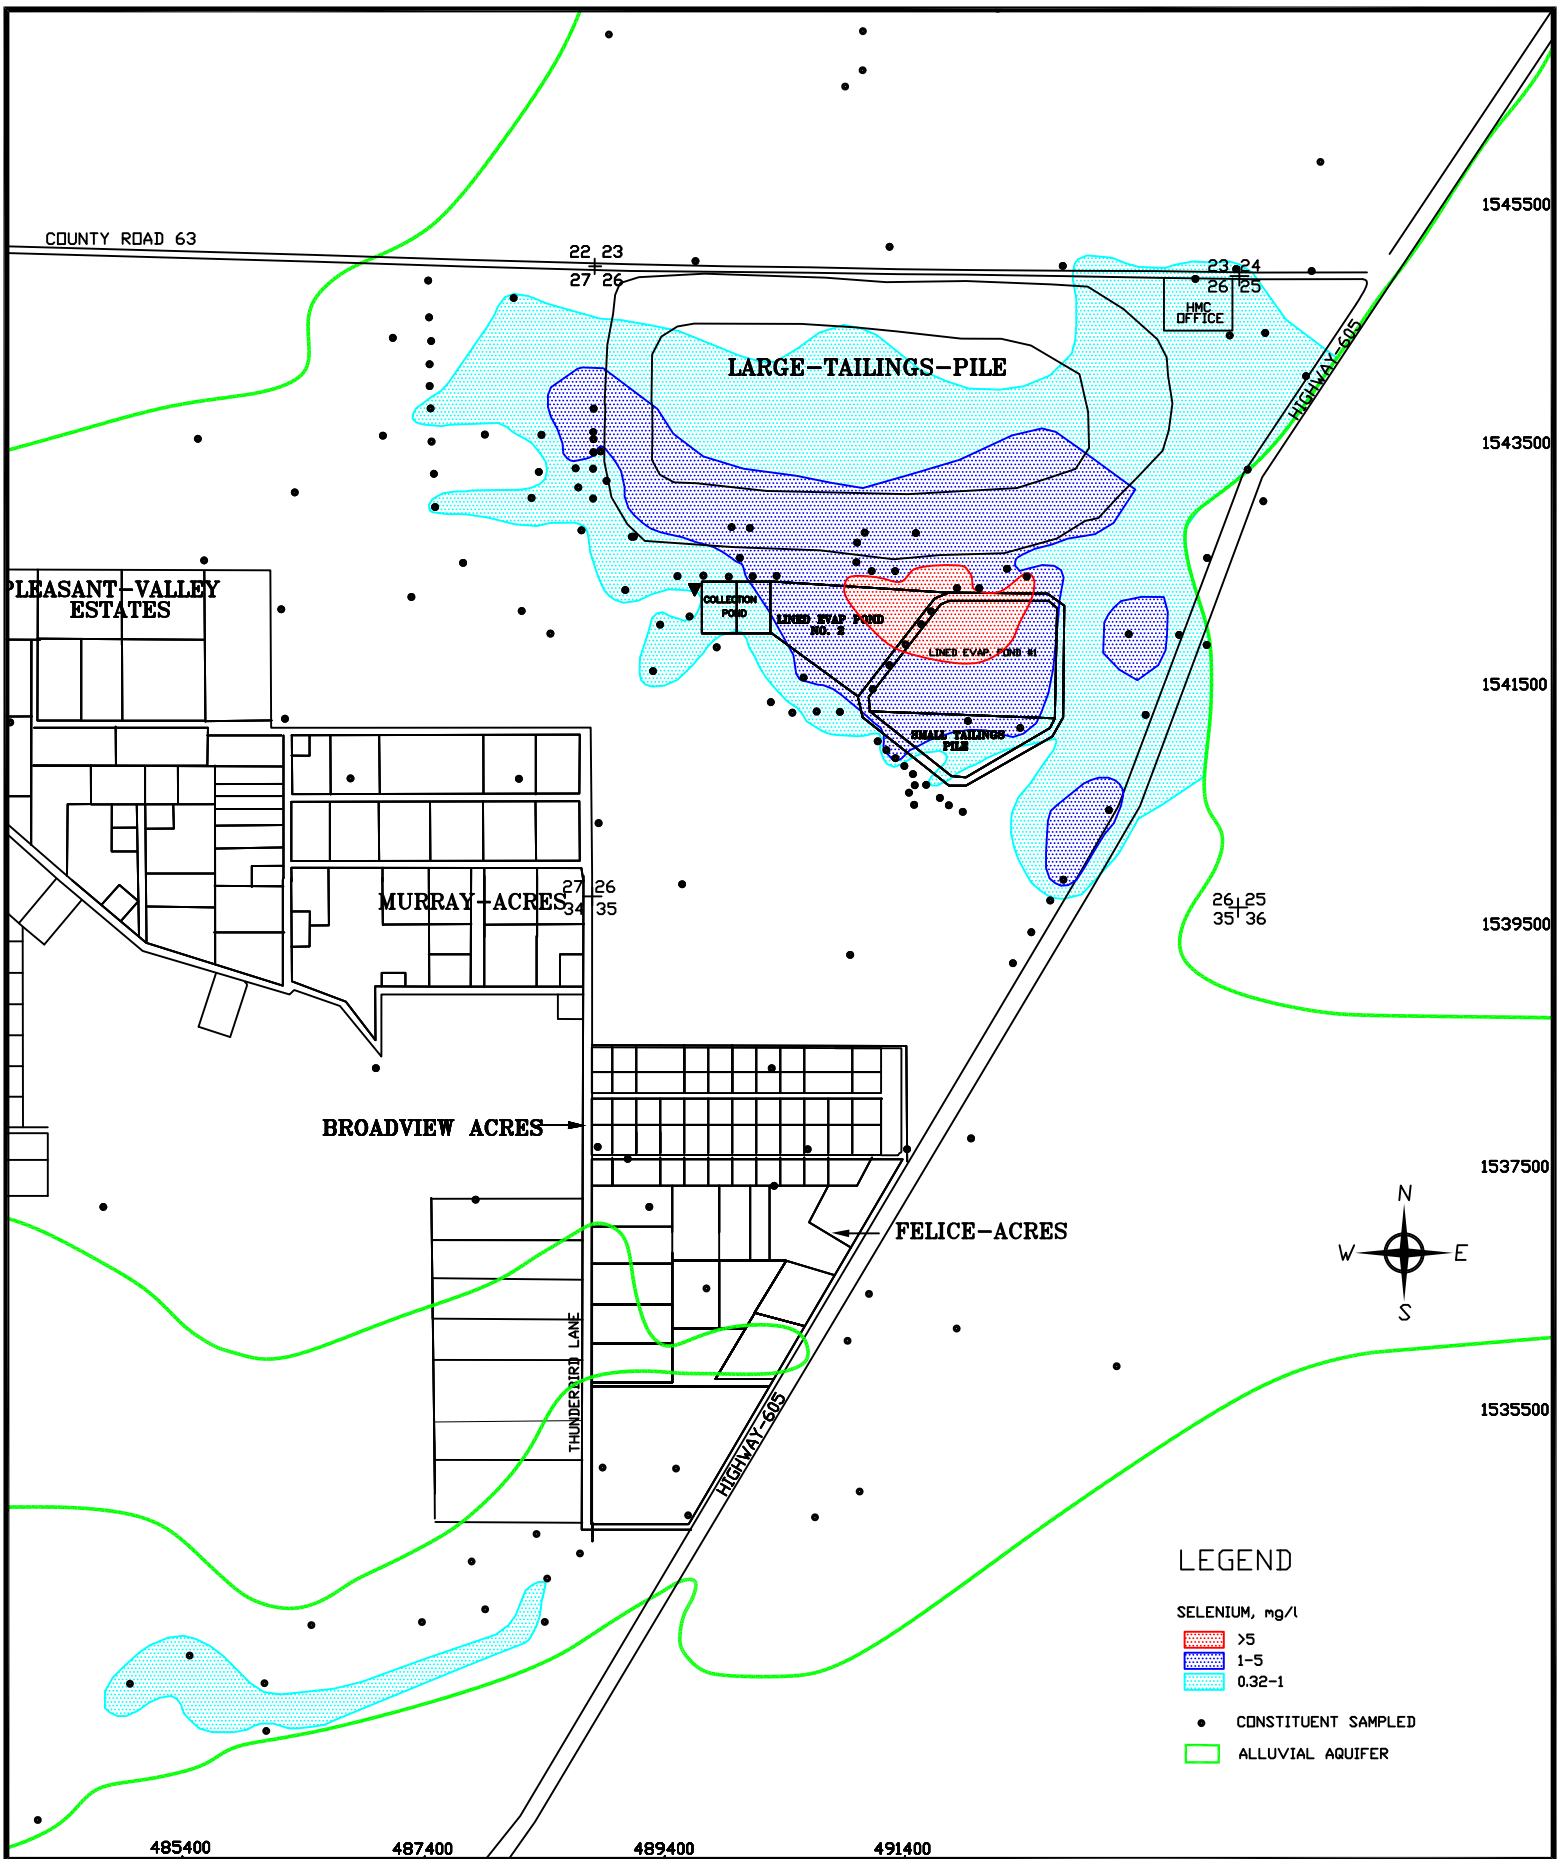 1545500
COUNTY ROAD 63
22 23
27 26
23 24
26 25
HMC
OFFICE
HIGHWAY-605
LARGE-TAILINGS-PILE
1543500
PLEASANT-VALLEY
ESTATES
COLLECTION
POND
LINED EVAP POND
NO. 2
LINED EVAP. POND #1
1541500
SMALL TAILINGS
PILE
MURRAY-ACRES
27 26
34 35
26 25
35 36
1539500
BROADVIEW ACRES
1537500
FELICE-ACRES
N
W
E
S
THUNDERBIRD LANE
HIGHWAY-605
1535500
LEGEND
SELENIUM, mg/l
>5
1-5
0.32-1
CONSTITUENT SAMPLED
ALLUVIAL AQUIFER
485400
487400
489400
491400